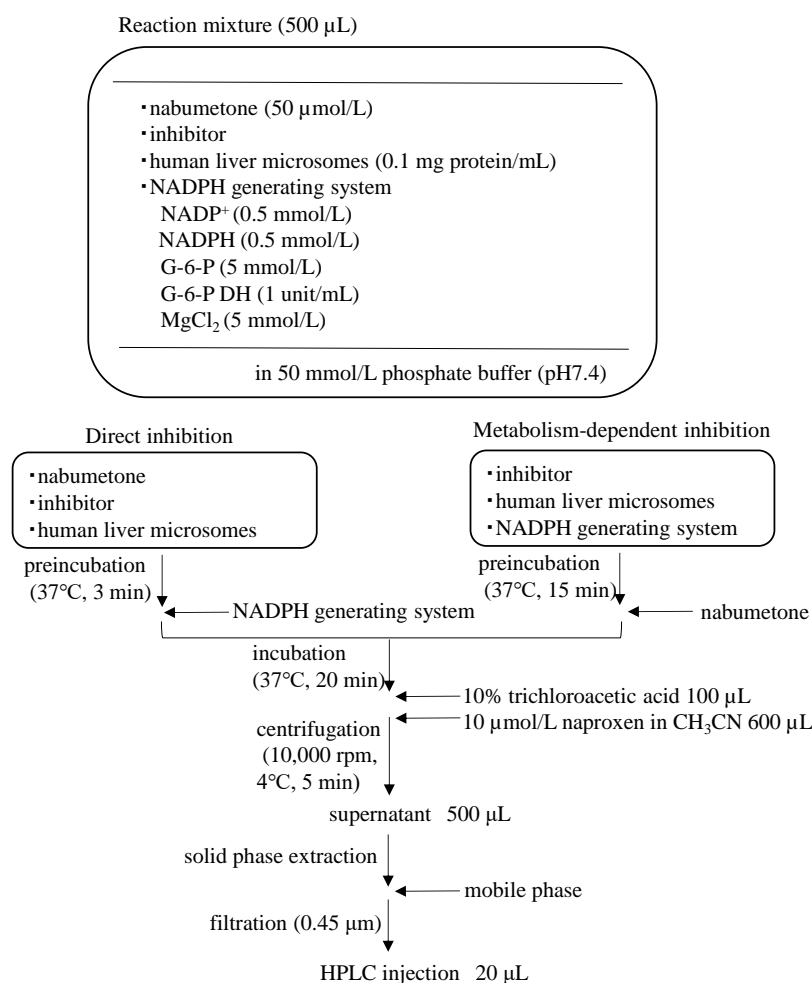 Reaction mixture (500 µL)
・nabumetone (50 µmol/L)
・inhibitor
・human liver microsomes (0.1 mg protein/mL)
・NADPH generating system
NADP⁺ (0.5 mmol/L)
NADPH (0.5 mmol/L)
G-6-P (5 mmol/L)
G-6-P DH (1 unit/mL)
MgCl₂ (5 mmol/L)
in 50 mmol/L phosphate buffer (pH7.4)
Direct inhibition
・nabumetone
・inhibitor
・human liver microsomes
preincubation
(37℃, 3 min)
Metabolism-dependent inhibition
・inhibitor
・human liver microsomes
・NADPH generating system
preincubation
(37℃, 15 min)
NADPH generating system
nabumetone
incubation
(37℃, 20 min)
10% trichloroacetic acid 100 µL
10 µmol/L naproxen in CH₃CN 600 µL
centrifugation
(10,000 rpm,
4℃, 5 min)
supernatant 500 µL
solid phase extraction
mobile phase
filtration (0.45 µm)
HPLC injection 20 µL